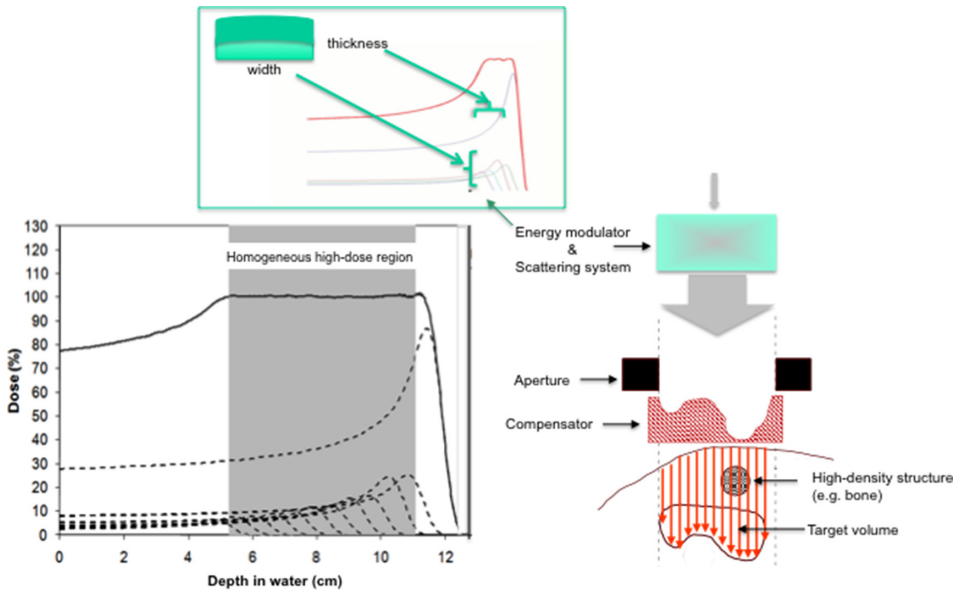 thickness
width
130
120
110
100
90
80
70
60
50
40
30
20
10
0
Dose (%)
Homogeneous high-dose region
0
2
4
6
8
10
12
Depth in water (cm)
Energy modulator
&
Scattering system
Aperture
Compensator
High-density structure
(e.g. bone)
Target volume